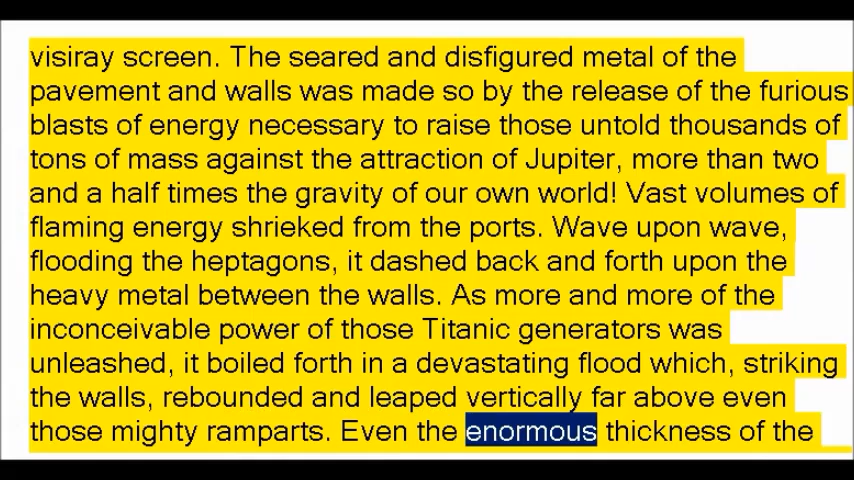 visiray screen. The seared and disfigured metal of the
pavement and walls was made so by the release of the furious
blasts of energy necessary to raise those untold thousands of
tons of mass against the attraction of Jupiter, more than two
and a half times the gravity of our own world! Vast volumes of
flaming energy shrieked from the ports. Wave upon wave,
flooding the heptagons, it dashed back and forth upon the
heavy metal between the walls. As more and more of the
inconceivable power of those Titanic generators was
unleashed, it boiled forth in a devastating flood which, striking
the walls, rebounded and leaped vertically far above even
those mighty ramparts. Even the enormous thickness of the